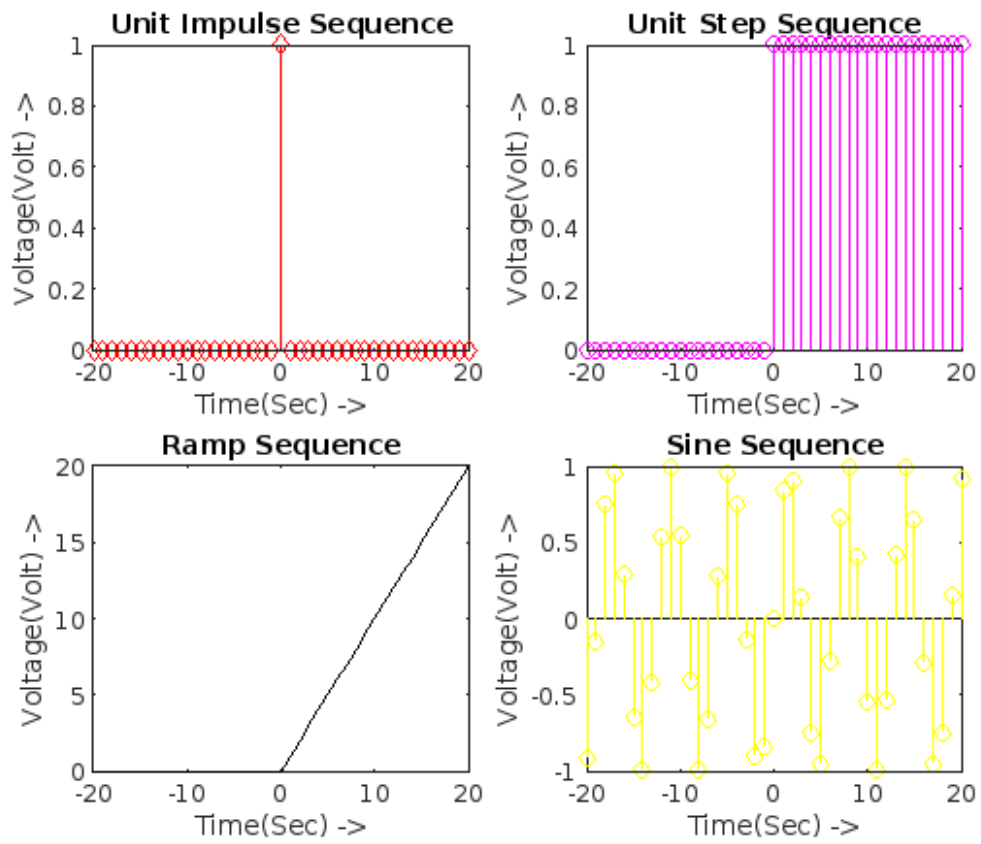 Unit Impulse Sequence
Voltage(Volt) ->
1
0.8
0.6
0.4
0.2
0
-20 -10 0 10 20
Time(Sec) ->
Unit Step Sequence
Voltage(Volt) ->
1
0.8
0.6
0.4
0.2
0
-20 -10 0 10 20
Time(Sec) ->
Ramp Sequence
Voltage(Volt) ->
20
15
10
5
0
-20 -10 0 10 20
Time(Sec) ->
Sine Sequence
Voltage(Volt) ->
1
0.5
0
-0.5
-1
-20 -10 0 10 20
Time(Sec) ->